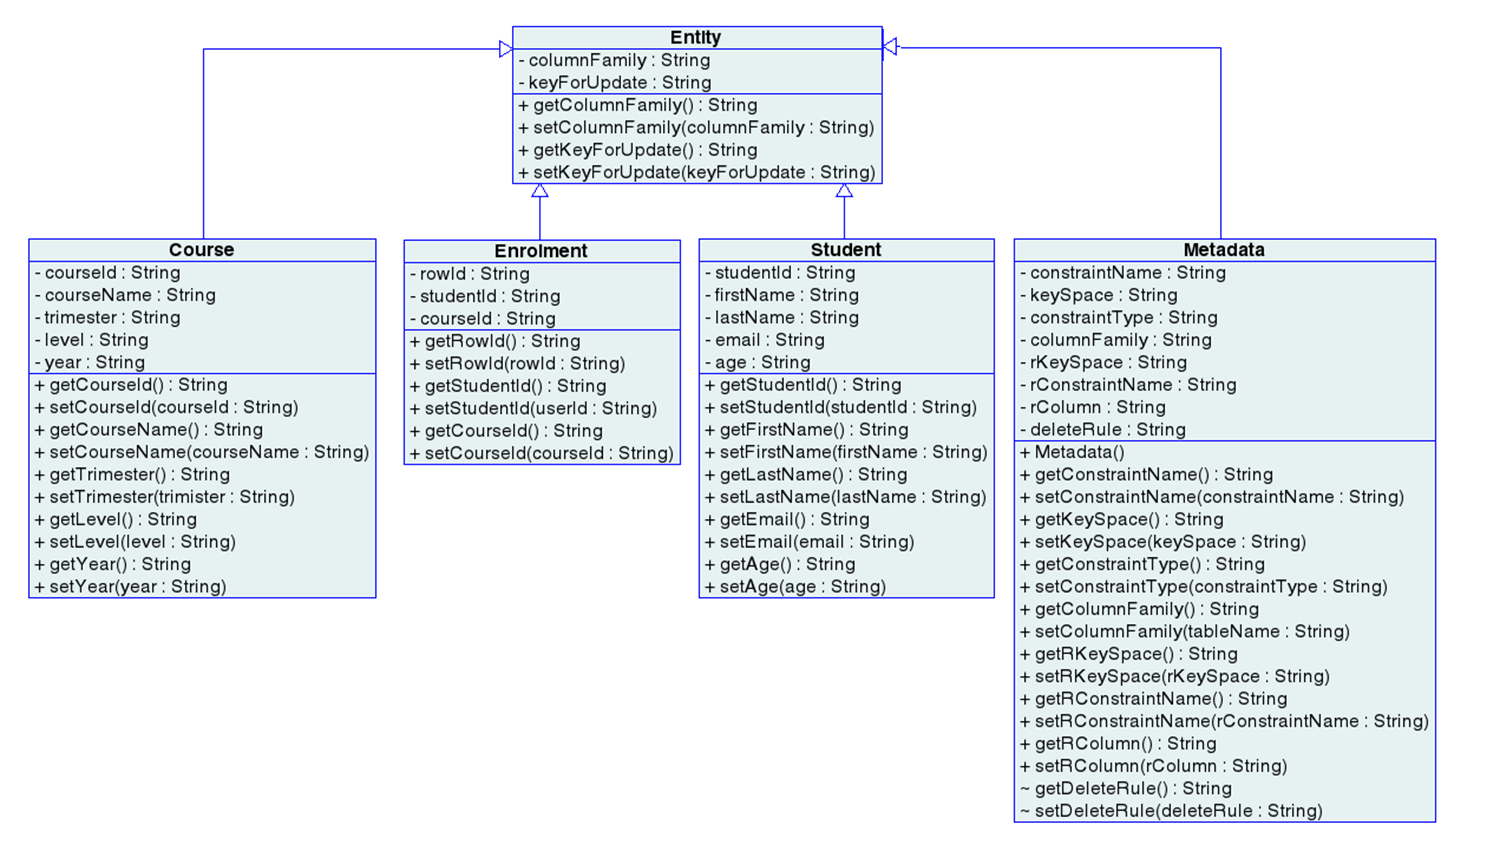 Entity
- columnFamily : String
- keyForUpdate : String
+ getColumnFamily() : String
+ setColumnFamily(columnFamily : String)
+ getKeyForUpdate() : String
+ setKeyForUpdate(keyForUpdate : String)
Course
- courseId : String
- courseName : String
- trimester : String
- level : String
- year : String
+ getCourseId() : String
+ setCourseId(courseId : String)
+ getCourseName() : String
+ setCourseName(courseName : String)
+ getTrimester() : String
+ setTrimester(trimister : String)
+ getLevel() : String
+ setLevel(level : String)
+ getYear() : String
+ setYear(year : String)
Enrolment
- rowId : String
- studentId : String
- courseId : String
+ getRowId() : String
+ setRowId(rowId : String)
+ getStudentId() : String
+ setStudentId(userId : String)
+ getCourseId() : String
+ setCourseId(courseId : String)
Student
- studentId : String
- firstName : String
- lastName : String
- email : String
- age : String
+ getStudentId() : String
+ setStudentId(studentId : String)
+ getFirstName() : String
+ setFirstName(firstName : String)
+ getLastName() : String
+ setLastName(lastName : String)
+ getEmail() : String
+ setEmail(email : String)
+ getAge() : String
+ setAge(age : String)
Metadata
- constraintName : String
- keySpace : String
- constraintType : String
- columnFamily : String
- rKeySpace : String
- rConstraintName : String
- rColumn : String
- deleteRule : String
+ Metadata()
+ getConstraintName() : String
+ setConstraintName(constraintName : String)
+ getKeySpace() : String
+ setKeySpace(keySpace : String)
+ getConstraintType() : String
+ setConstraintType(constraintType : String)
+ getColumnFamily() : String
+ setColumnFamily(tableName : String)
+ getRKeySpace() : String
+ setRKeySpace(rKeySpace : String)
+ getRConstraintName() : String
+ setRConstraintName(rConstraintName : String)
+ getRColumn() : String
+ setRColumn(rColumn : String)
~ getDeleteRule() : String
~ setDeleteRule(deleteRule : String)